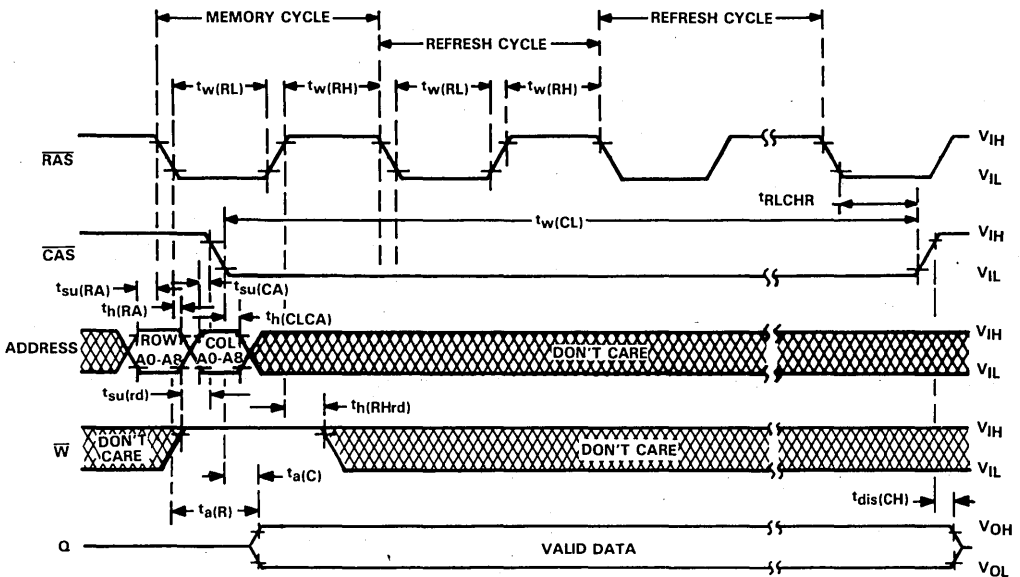 MEMORY CYCLE
REFRESH CYCLE
REFRESH CYCLE
tw(RL)
tw(RH)
tw(RL)
tw(RH)
RAS
VIH
VIL
tRLCHR
tw(CL)
CAS
VIH
VIL
tsu(RA)
tsu(CA)
th(RA)
th(CLCA)
ADDRESS
ROW
A0-A8
COL
A0-A8
DON'T CARE
VIH
VIL
tsu(rd)
th(RHrd)
W
DON'T
CARE
DON'T CARE
VIH
VIL
ta(C)
ta(R)
tdis(CH)
Q
VALID DATA
VOH
VOL